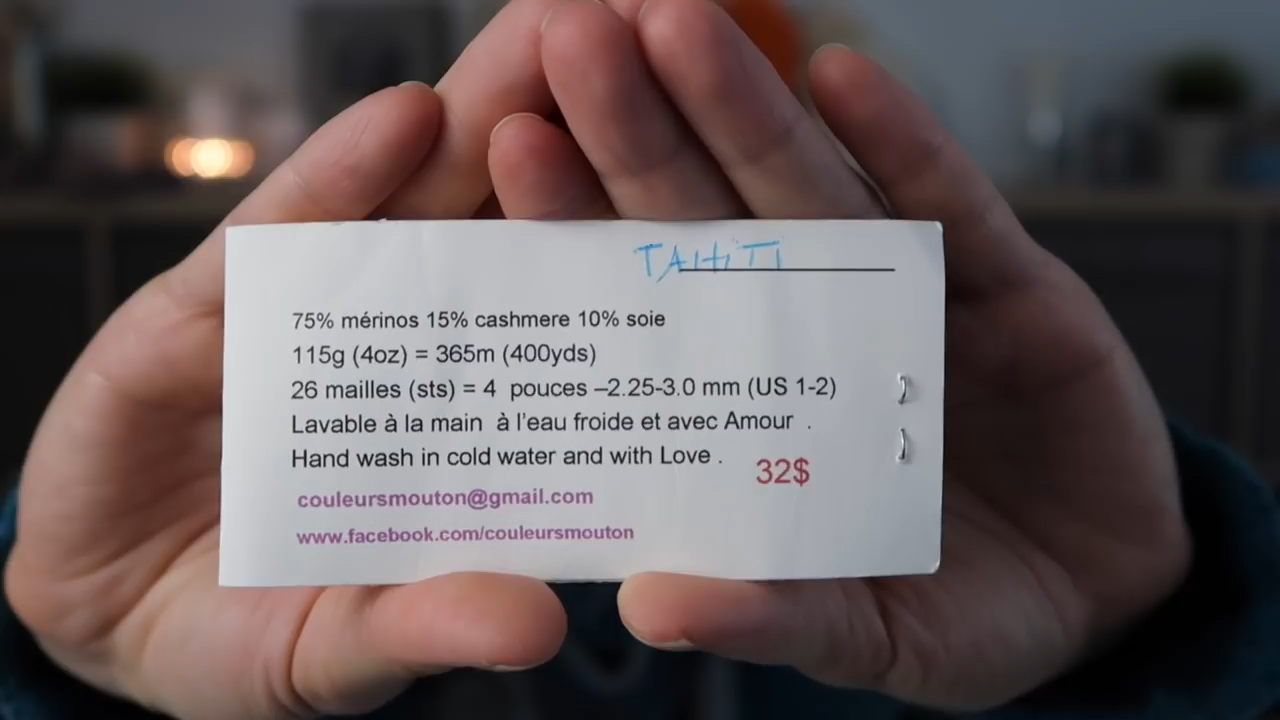 TAHITI
75% mérinos 15% cashmere 10% soie
115g (4oz) = 365m (400yds)
26 mailles (sts) = 4 pouces –2.25-3.0 mm (US 1-2)
Lavable à la main à l'eau froide et avec Amour .
Hand wash in cold water and with Love .
32$
couleursmouton@gmail.com
www.facebook.com/couleursmouton